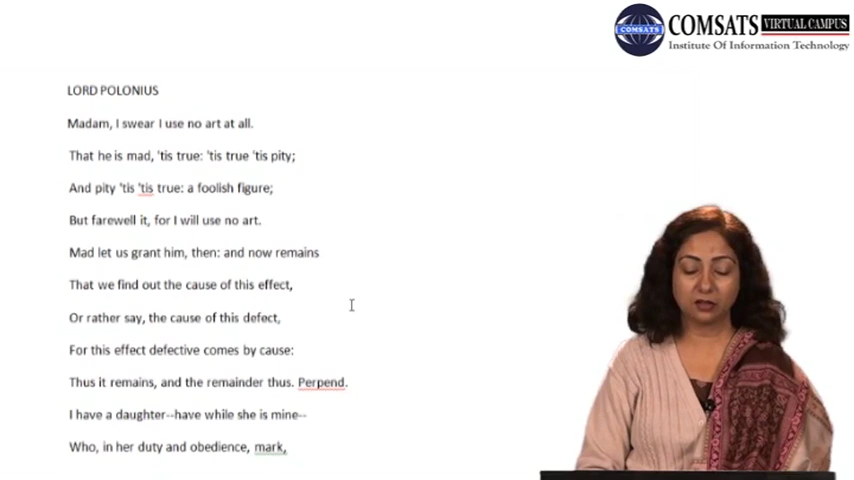 COMSATS
COMSATS VIRTUAL CAMPUS
Institute Of Information Technology
LORD POLONIUS
Madam, I swear I use no art at all.
That he is mad, 'tis true: 'tis true 'tis pity;
And pity 'tis 'tis true: a foolish figure;
But farewell it, for I will use no art.
Mad let us grant him, then: and now remains
That we find out the cause of this effect,
Or rather say, the cause of this defect,
For this effect defective comes by cause:
Thus it remains, and the remainder thus. Perpend.
I have a daughter--have while she is mine--
Who, in her duty and obedience, mark,